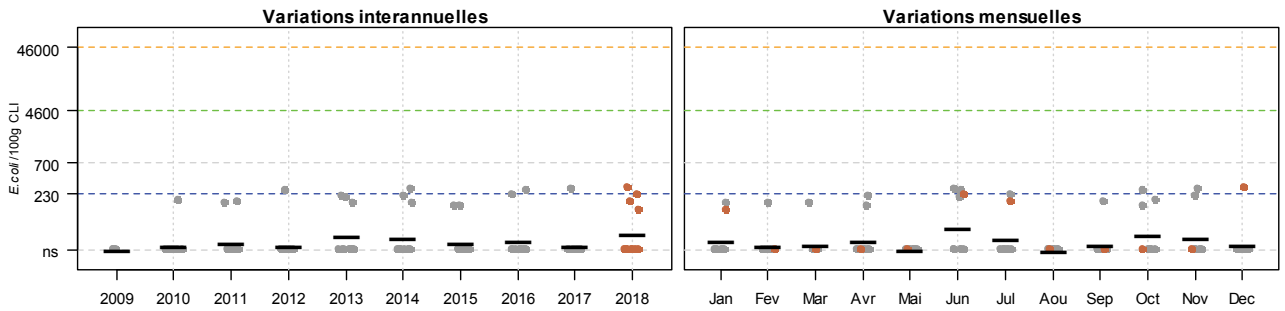 Variations interannuelles
Variations mensuelles
E.coli /100g CLI
46000
4600
700
230
ns
2009 2010 2011 2012 2013 2014 2015 2016 2017 2018
Jan Fev Mar Avr Mai Jun Jul Aou Sep Oct Nov Dec